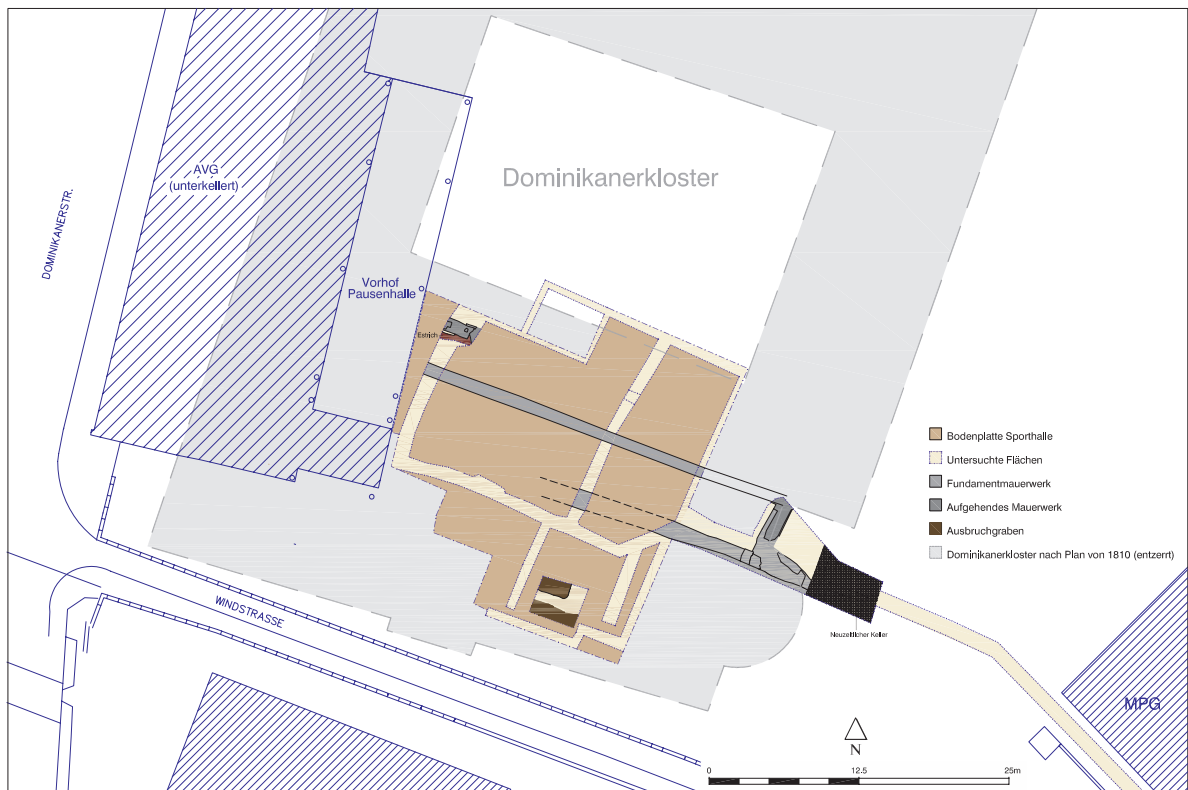 AVG
(unterkellert)
Dominikanerkloster
DOMINIKANERSTR.
Vorhof
Pausenhalle
Estrich
Bodenplatte Sporthalle
Untersuchte Flächen
Fundamentmauerwerk
Aufgehendes Mauerwerk
Ausbruchgraben
Dominikanerkloster nach Plan von 1810 (entzerrt)
WINDSTRASSE
Neuzeitlicher Keller
MPG
N
0 12.5 25m